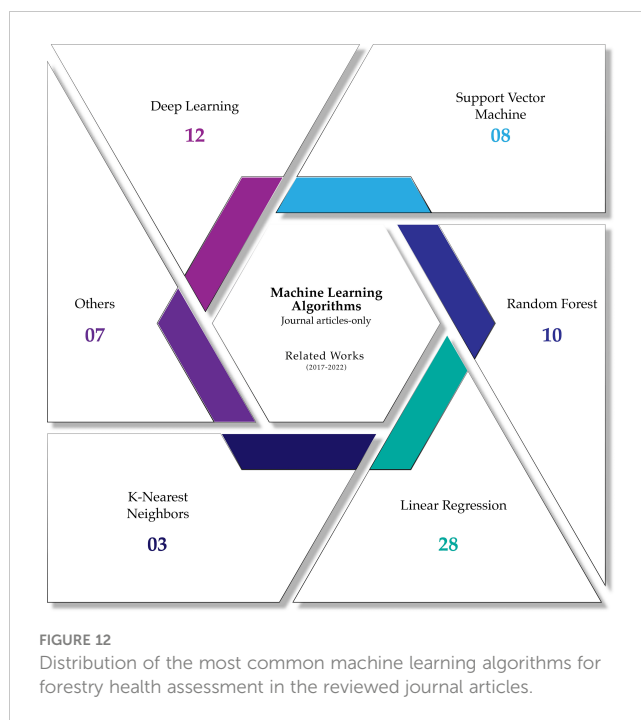 Deep Learning
12
Support Vector
Machine
08
Others
07
Machine Learning
Algorithms
Journal articles-only
Related Works
(2017-2022)
Random Forest
10
K-Nearest
Neighbors
03
Linear Regression
28
FIGURE 12
Distribution of the most common machine learning algorithms for
forestry health assessment in the reviewed journal articles.